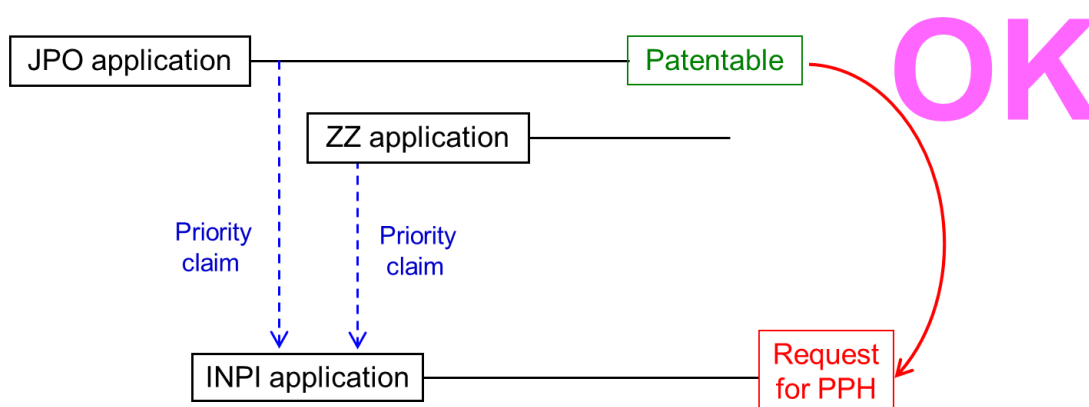 JPO application
Patentable
OK
ZZ application
Priority
claim
Priority
claim
INPI application
Request
for PPH